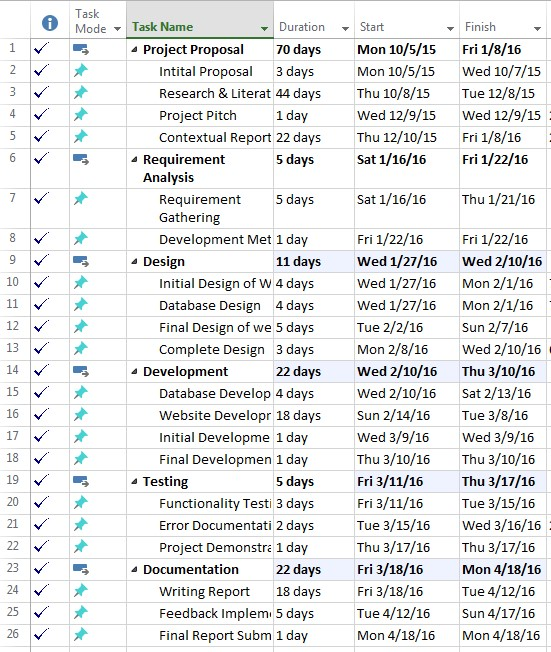 Task Mode Task Name Duration Start Finish
1 Project Proposal 70 days Mon 10/5/15 Fri 1/8/16
2 Intital Proposal 3 days Mon 10/5/15 Wed 10/7/15
3 Research & Literat 44 days Thu 10/8/15 Tue 12/8/15
4 Project Pitch 1 day Wed 12/9/15 Wed 12/9/15
5 Contextual Report 22 days Thu 12/10/15 Fri 1/8/16
6 Requirement Analysis 5 days Sat 1/16/16 Fri 1/22/16
7 Requirement Gathering 5 days Sat 1/16/16 Thu 1/21/16
8 Development Met 1 day Fri 1/22/16 Fri 1/22/16
9 Design 11 days Wed 1/27/16 Wed 2/10/16
10 Initial Design of W 4 days Wed 1/27/16 Mon 2/1/16
11 Database Design 4 days Wed 1/27/16 Mon 2/1/16
12 Final Design of we 5 days Tue 2/2/16 Sun 2/7/16
13 Complete Design 3 days Mon 2/8/16 Wed 2/10/16
14 Development 22 days Wed 2/10/16 Thu 3/10/16
15 Database Develop 4 days Wed 2/10/16 Sat 2/13/16
16 Website Developr 18 days Sun 2/14/16 Tue 3/8/16
17 Initial Developme 1 day Wed 3/9/16 Wed 3/9/16
18 Final Developmen 1 day Thu 3/10/16 Thu 3/10/16
19 Testing 5 days Fri 3/11/16 Thu 3/17/16
20 Functionality Testi 3 days Fri 3/11/16 Tue 3/15/16
21 Error Documentati 2 days Tue 3/15/16 Wed 3/16/16
22 Project Demonstra 1 day Thu 3/17/16 Thu 3/17/16
23 Documentation 22 days Fri 3/18/16 Mon 4/18/16
24 Writing Report 18 days Fri 3/18/16 Tue 4/12/16
25 Feedback Implem 5 days Tue 4/12/16 Sun 4/17/16
26 Final Report Subm 1 day Mon 4/18/16 Mon 4/18/16